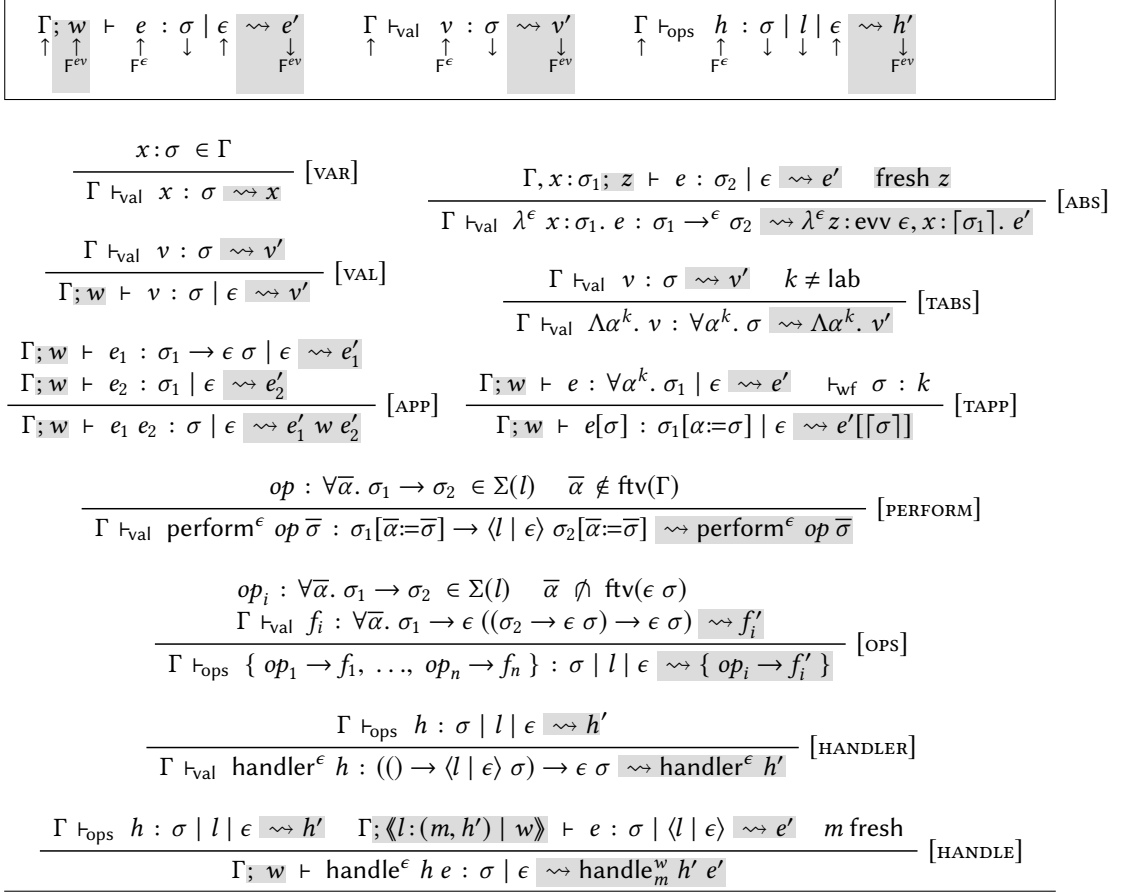 Γ; w ⊢ e : σ | ϵ ⇝ e′    Γ ⊢val v : σ ⇝ v′    Γ ⊢ops h : σ | l | ϵ ⇝ h′
↑ ↑ ↑ ↓ ↑ ↓    ↑ ↑ ↓ ↓    ↑ ↑ ↓ ↓ ↑ ↓
F^ev F^ϵ F^ev    F^ϵ F^ev    F^ϵ F^ev
x : σ ∈ Γ
Γ ⊢val x : σ ⇝ x [VAR]
Γ, x : σ1; z ⊢ e : σ2 | ϵ ⇝ e′    fresh z
Γ ⊢val λ^ϵ x : σ1. e : σ1 →^ϵ σ2 ⇝ λ^ϵ z : evv ϵ, x : ⌈σ1⌉. e′ [ABS]
Γ ⊢val v : σ ⇝ v′
Γ; w ⊢ v : σ | ϵ ⇝ v′ [VAL]
Γ ⊢val v : σ ⇝ v′    k ≠ lab
Γ ⊢val Λα^k. v : ∀α^k. σ ⇝ Λα^k. v′ [TABS]
Γ; w ⊢ e1 : σ1 → ϵ σ | ϵ ⇝ e′1
Γ; w ⊢ e2 : σ1 | ϵ ⇝ e′2
Γ; w ⊢ e1 e2 : σ | ϵ ⇝ e′1 w e′2 [APP]
Γ; w ⊢ e : ∀α^k. σ1 | ϵ ⇝ e′    ⊢wf σ : k
Γ; w ⊢ e[σ] : σ1[α:=σ] | ϵ ⇝ e′[⌈σ⌉] [TAPP]
op : ∀α̅. σ1 → σ2 ∈ Σ(l)    α̅ ∉ ftv(Γ)
Γ ⊢val perform^ϵ op σ̅ : σ1[α̅:=σ̅] → ⟨l | ϵ⟩ σ2[α̅:=σ̅] ⇝ perform^ϵ op σ̅ [PERFORM]
op_i : ∀α̅. σ1 → σ2 ∈ Σ(l)    α̅ ∩̸ ftv(ϵ σ)
Γ ⊢val f_i : ∀α̅. σ1 → ϵ ((σ2 → ϵ σ) → ϵ σ) ⇝ f′_i
Γ ⊢ops { op1 → f1, …, opn → fn } : σ | l | ϵ ⇝ { op_i → f′_i } [OPS]
Γ ⊢ops h : σ | l | ϵ ⇝ h′
Γ ⊢val handler^ϵ h : (() → ⟨l | ϵ⟩ σ) → ϵ σ ⇝ handler^ϵ h′ [HANDLER]
Γ ⊢ops h : σ | l | ϵ ⇝ h′    Γ; ⟪l : (m, h′) | w⟫ ⊢ e : σ | ⟨l | ϵ⟩ ⇝ e′    m fresh
Γ; w ⊢ handle^ϵ h e : σ | ϵ ⇝ handle^w_m h′ e′ [HANDLE]